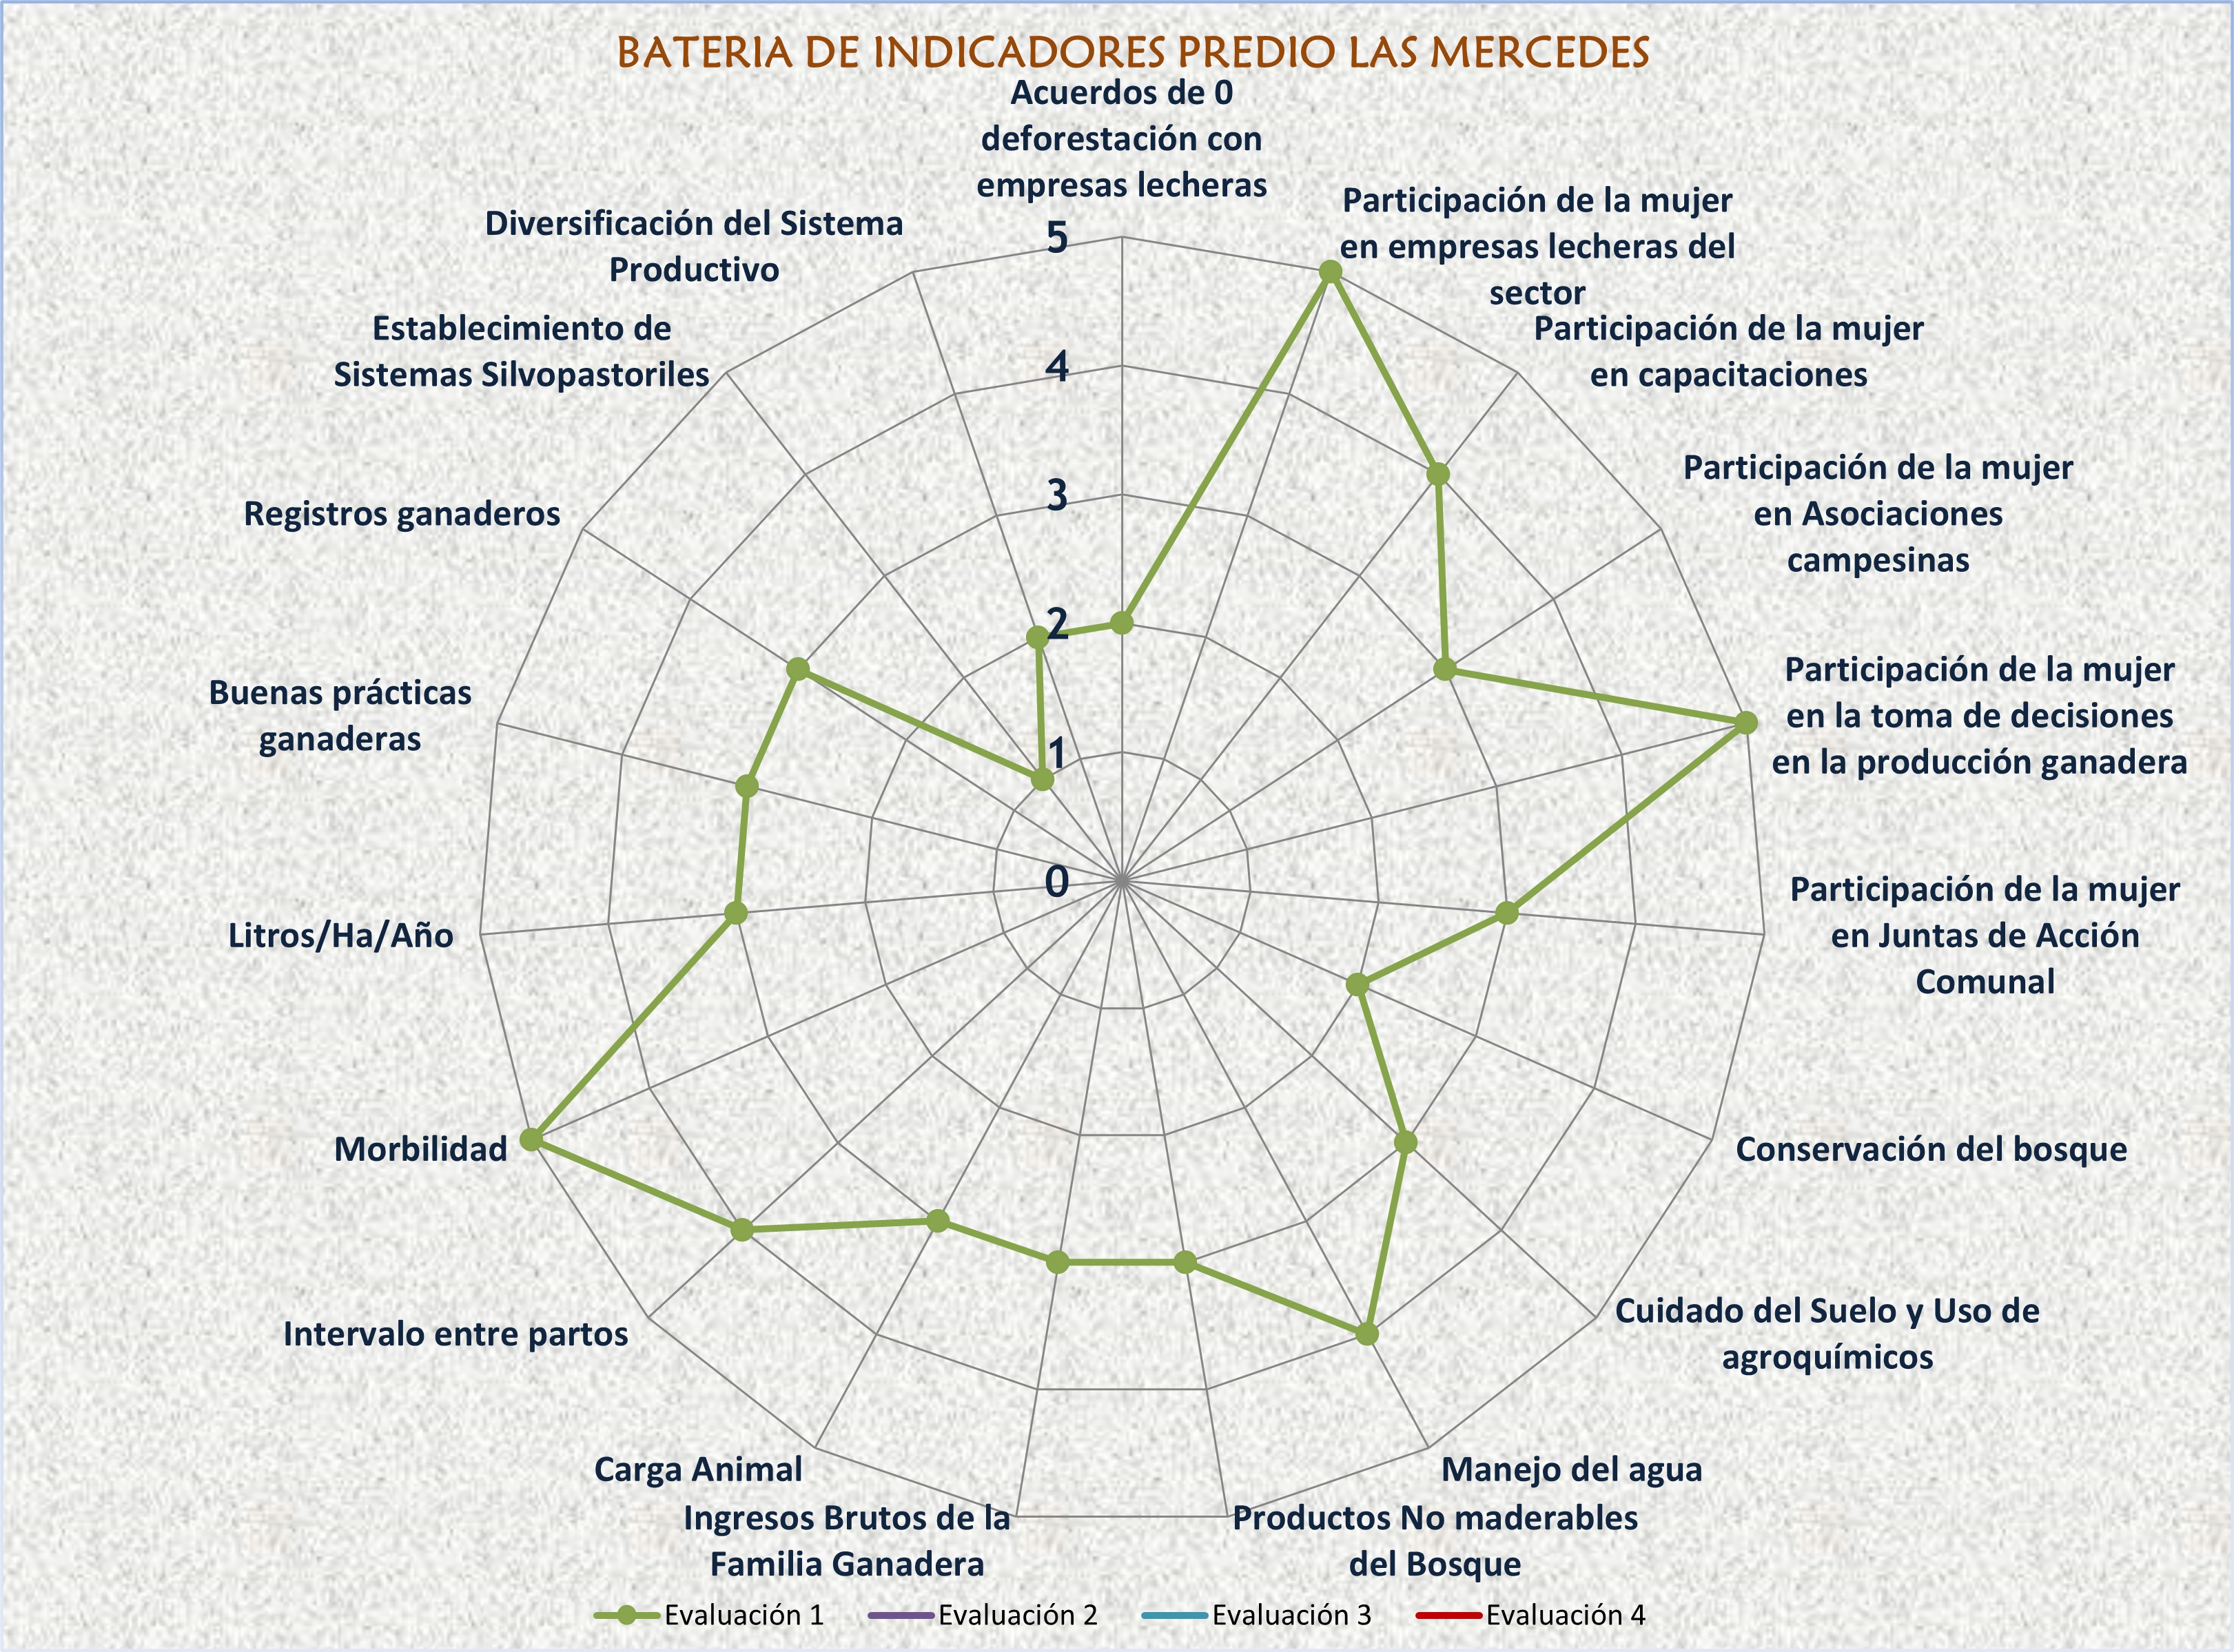 BATERIA DE INDICADORES PREDIO LAS MERCEDES
Acuerdos de 0
deforestación con
empresas lecheras
Participación de la mujer
en empresas lecheras del
sector
Participación de la mujer
en capacitaciones
Participación de la mujer
en Asociaciones
campesinas
Participación de la mujer
en la toma de decisiones
en la producción ganadera
Participación de la mujer
en Juntas de Acción
Comunal
Conservación del bosque
Cuidado del Suelo y Uso de
agroquímicos
Manejo del agua
Productos No maderables
del Bosque
Ingresos Brutos de la
Familia Ganadera
Carga Animal
Intervalo entre partos
Morbilidad
Litros/Ha/Año
Buenas prácticas
ganaderas
Registros ganaderos
Establecimiento de
Sistemas Silvopastoriles
Diversificación del Sistema
Productivo
5
4
3
2
1
0
Evaluación 1
Evaluación 2
Evaluación 3
Evaluación 4